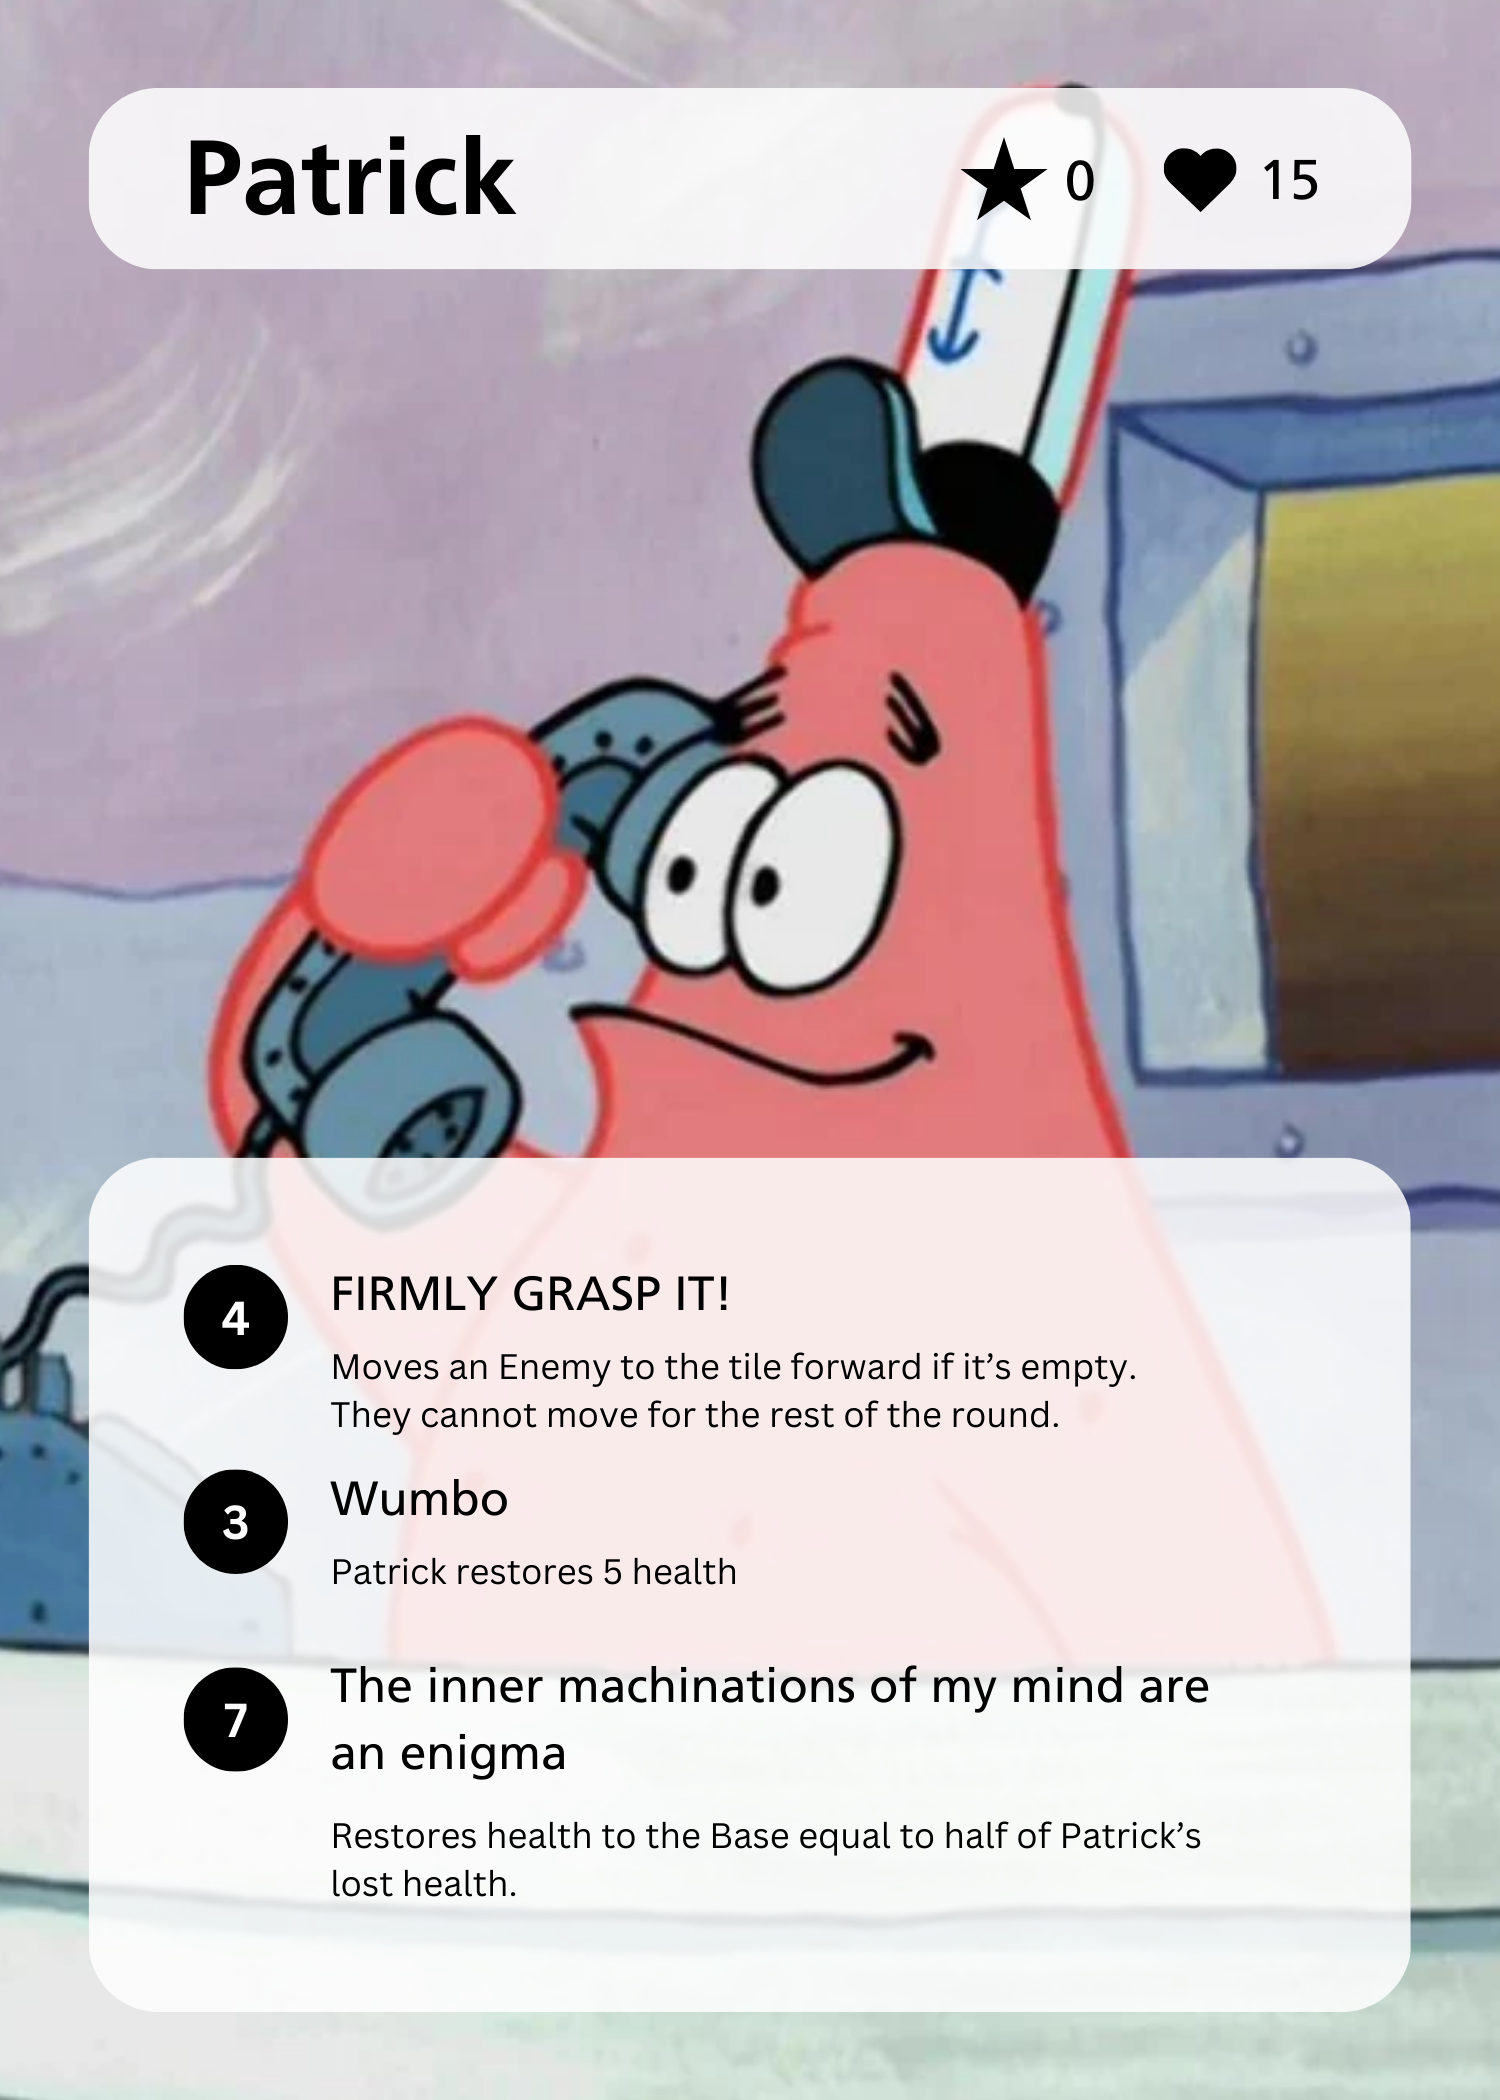 Patrick
0
15
4
FIRMLY GRASP IT!
Moves an Enemy to the tile forward if it’s empty.
They cannot move for the rest of the round.
3
Wumbo
Patrick restores 5 health
7
The inner machinations of my mind are
an enigma
Restores health to the Base equal to half of Patrick’s
lost health.